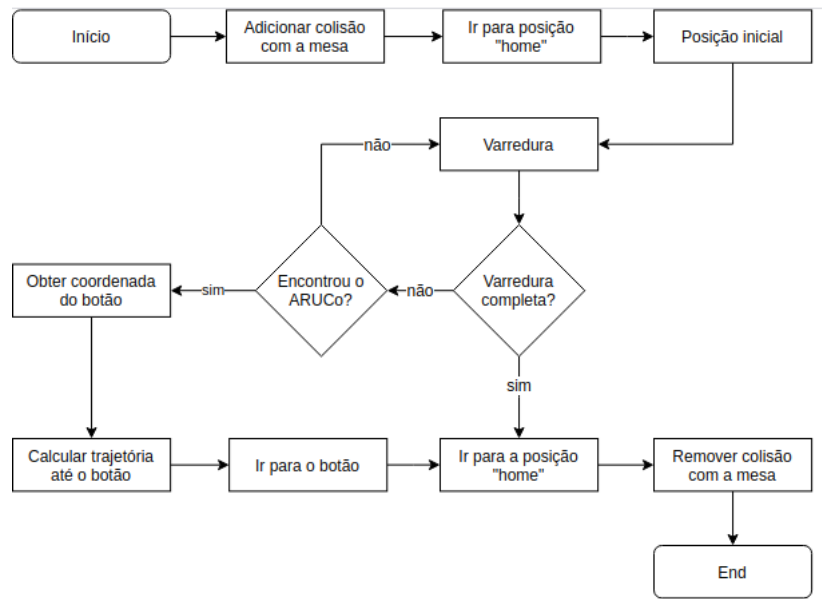 Início
Adicionar colisão
com a mesa
Ir para posição
"home"
Posição inicial
não
Varredura
Encontrou o
ARUCo?
não
Varredura
completa?
sim
Obter coordenada
do botão
sim
Calcular trajetória
até o botão
Ir para o botão
Ir para a posição
"home"
Remover colisão
com a mesa
End